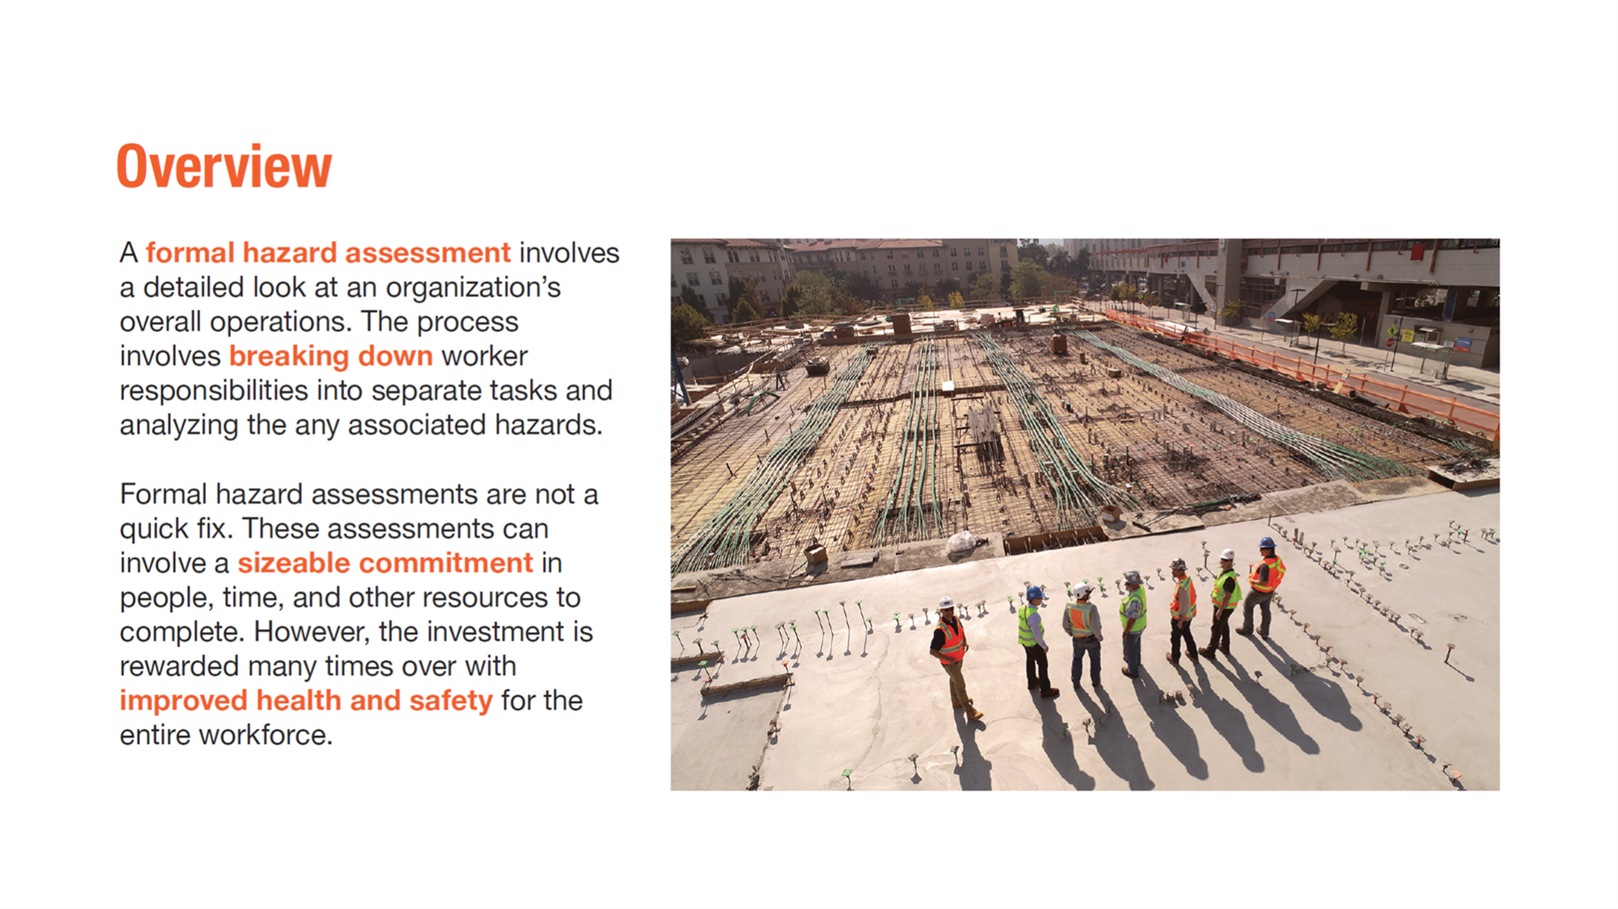 Overview
A formal hazard assessment involves
a detailed look at an organization’s
overall operations. The process
involves breaking down worker
responsibilities into separate tasks and
analyzing the any associated hazards.
Formal hazard assessments are not a
quick fix. These assessments can
involve a sizeable commitment in
people, time, and other resources to
complete. However, the investment is
rewarded many times over with
improved health and safety for the
entire workforce.